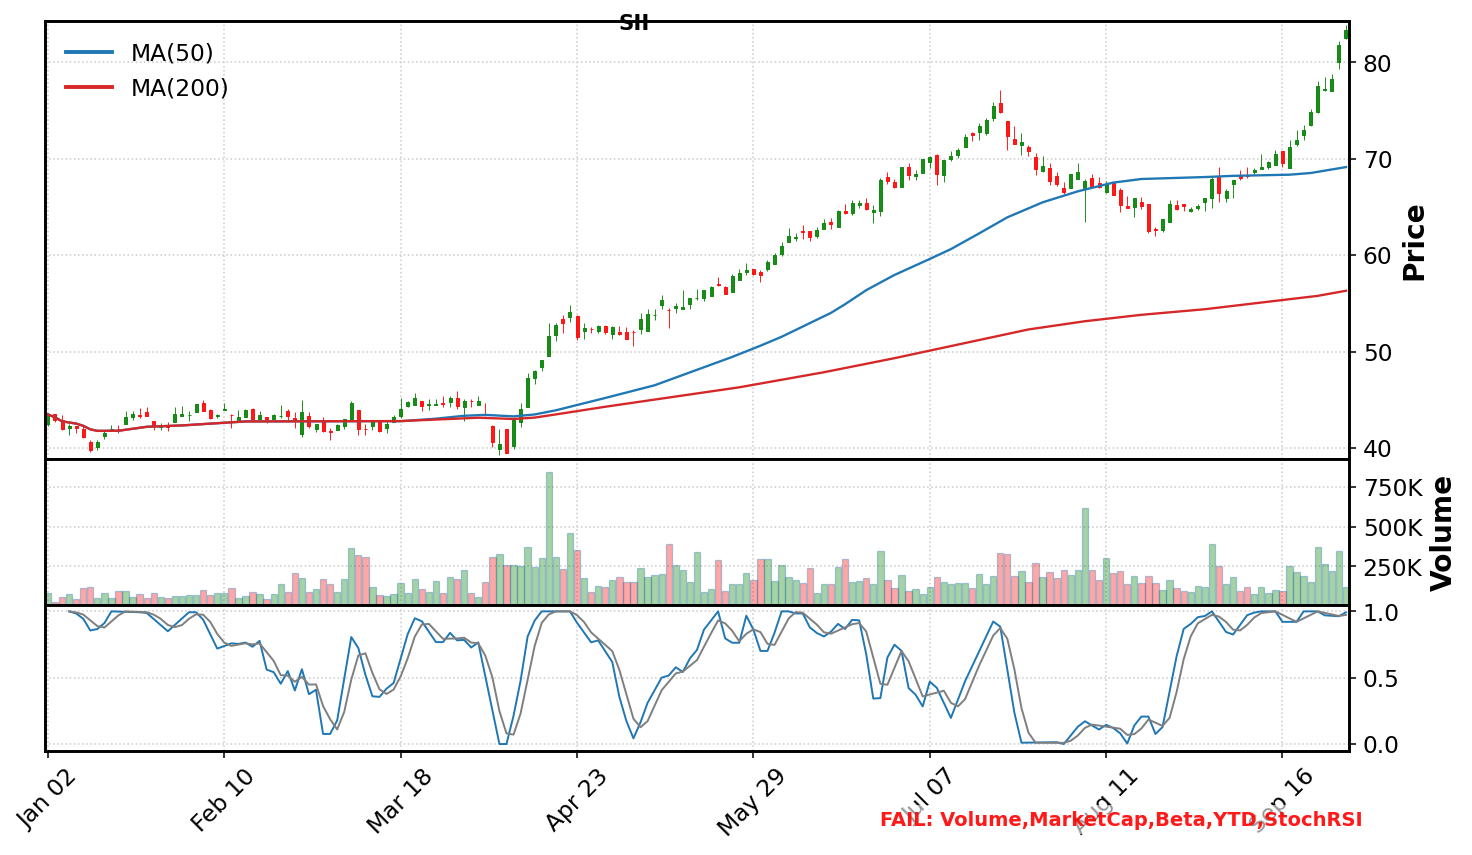 SII
MA(50)
MA(200)
80
70
60
50
40
Price
750K
500K
250K
Volume
1.0
0.5
0.0
Jan 02
Feb 10
Mar 18
Apr 23
May 29
Jul 07
Aug 11
Sep 16
FAIL: Volume,MarketCap,Beta,YTD,StochRSI